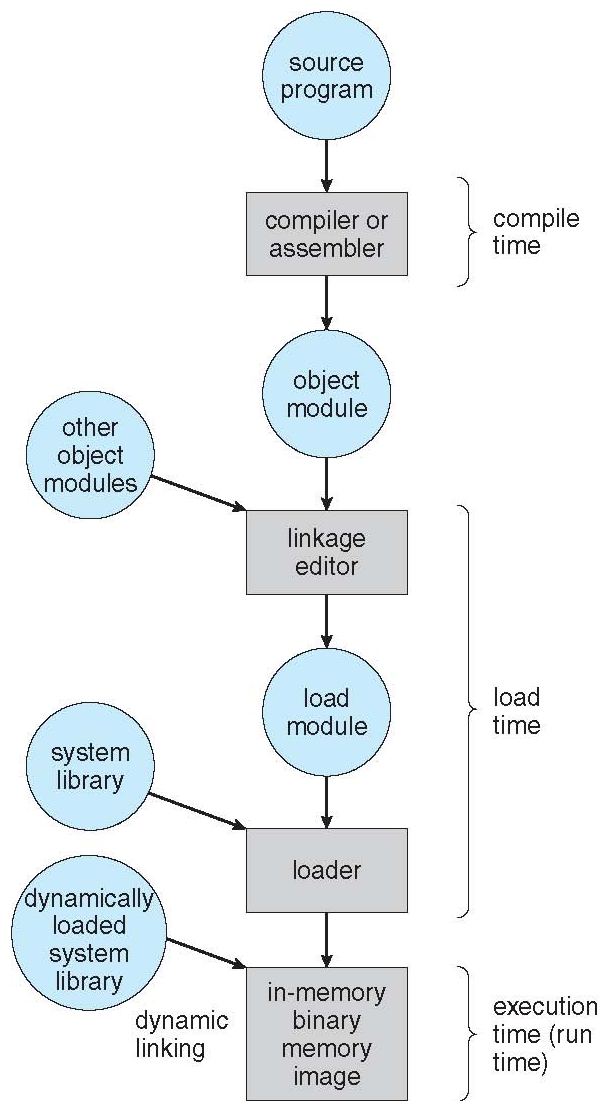 source
program
compiler or
assembler
compile
time
object
module
other
object
modules
linkage
editor
load
module
load
time
system
library
loader
dynamically
loaded
system
library
dynamic
linking
in-memory
binary
memory
image
execution
time (run
time)